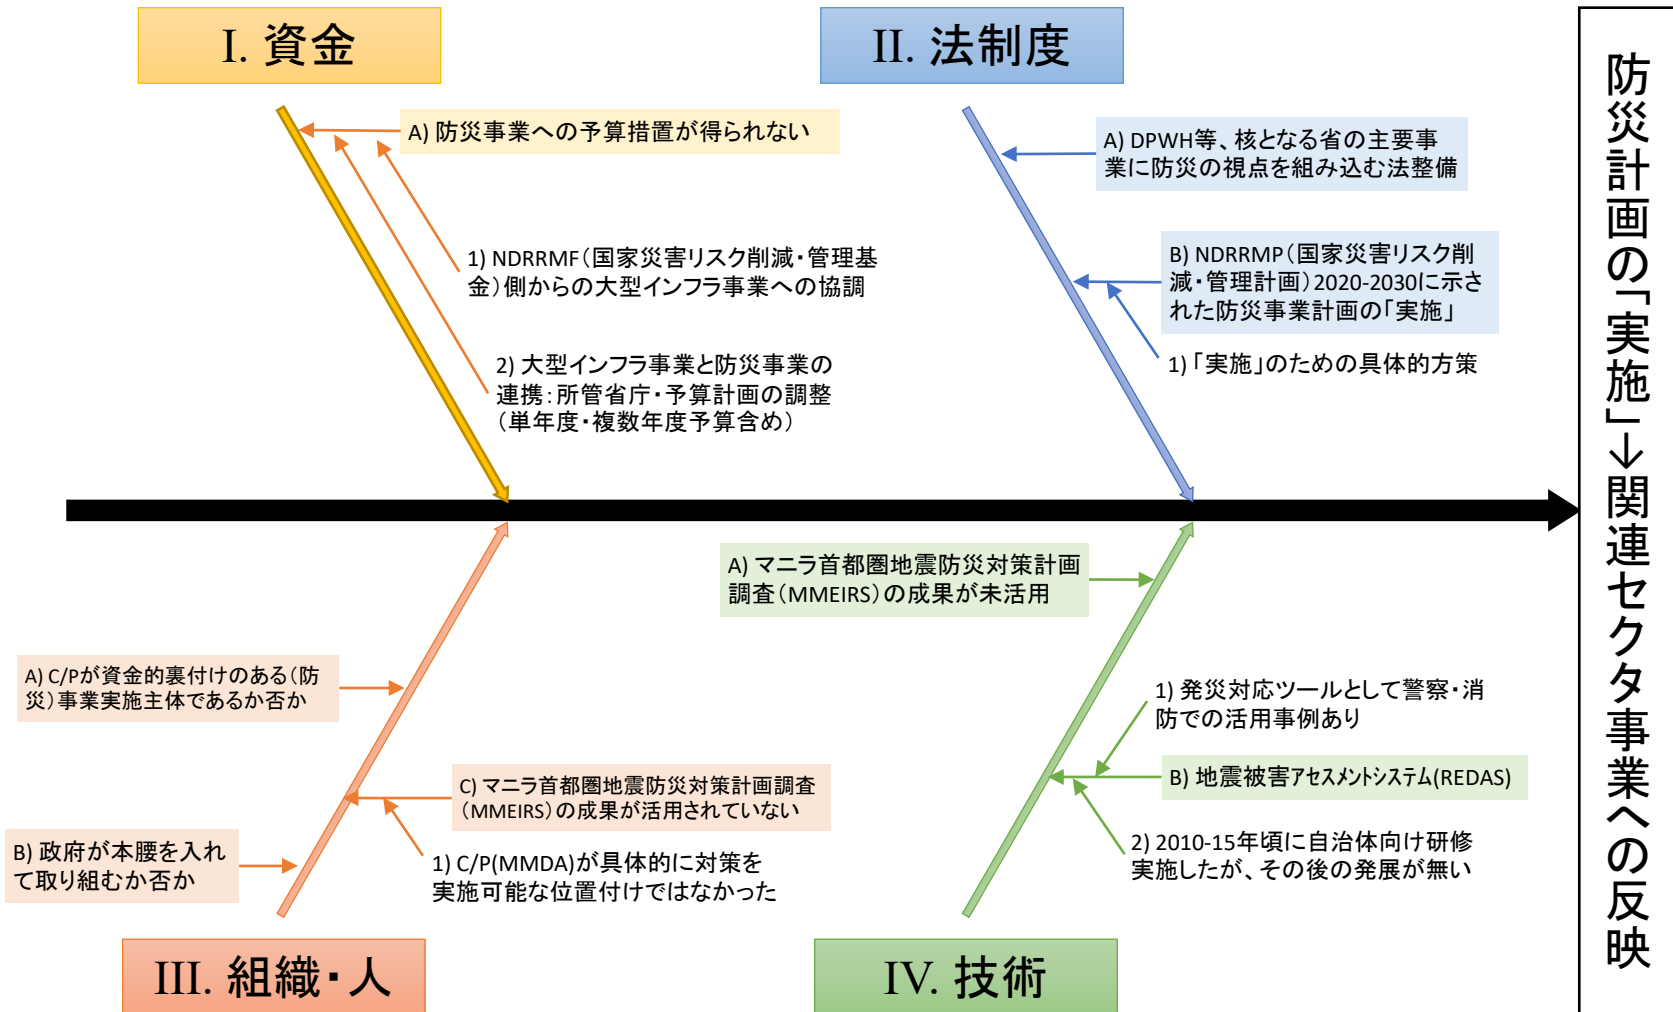 I. 資金
A) 防災事業への予算措置が得られない
1) NDRRMF（国家災害リスク削減・管理基
金）側からの大型インフラ事業への協調
2) 大型インフラ事業と防災事業の
連携：所管省庁・予算計画の調整
（単年度・複数年度予算含め）
II. 法制度
A) DPWH等、核となる省の主要事
業に防災の視点を組み込む法整備
B) NDRRMP（国家災害リスク削
減・管理計画）2020-2030に示さ
れた防災事業計画の「実施」
1)「実施」のための具体的方策
A) C/Pが資金的裏付けのある（防
災）事業実施主体であるか否か
B) 政府が本腰を入れ
て取り組むか否か
C) マニラ首都圏地震防災対策計画調査
（MMEIRS）の成果が活用されていない
1) C/P(MMDA)が具体的に対策を
実施可能な位置付けではなかった
III. 組織・人
A) マニラ首都圏地震防災対策計画
調査（MMEIRS）の成果が未活用
1) 発災対応ツールとして警察・消
防での活用事例あり
B) 地震被害アセスメントシステム(REDAS)
2) 2010-15年頃に自治体向け研修
実施したが、その後の発展が無い
IV. 技術
防災計画の「実施」→関連セクタ事業への反映